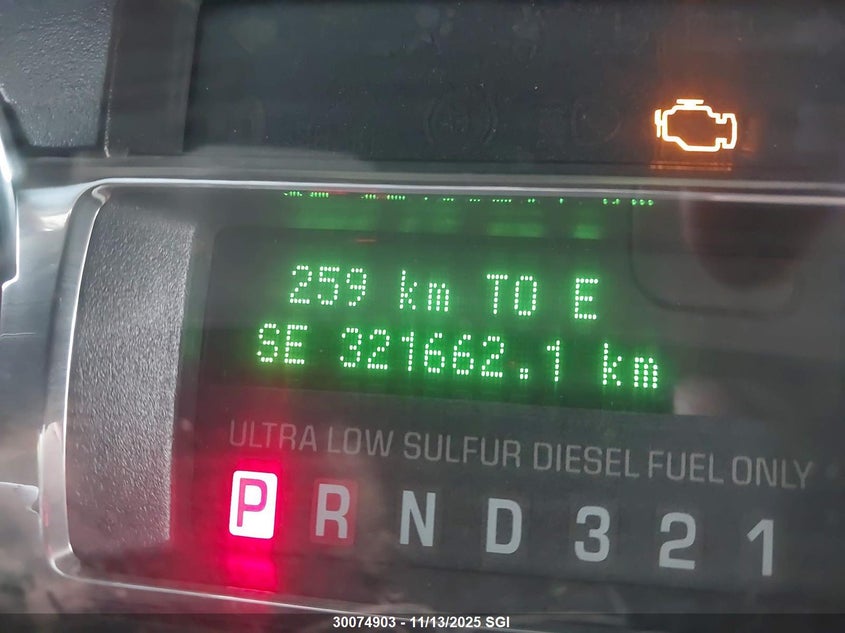 259 km TO E
SE 321662.1 km
ULTRA LOW SULFUR DIESEL FUEL ONLY
P R N D 3 2 1
30074903 - 11/13/2025 SGI